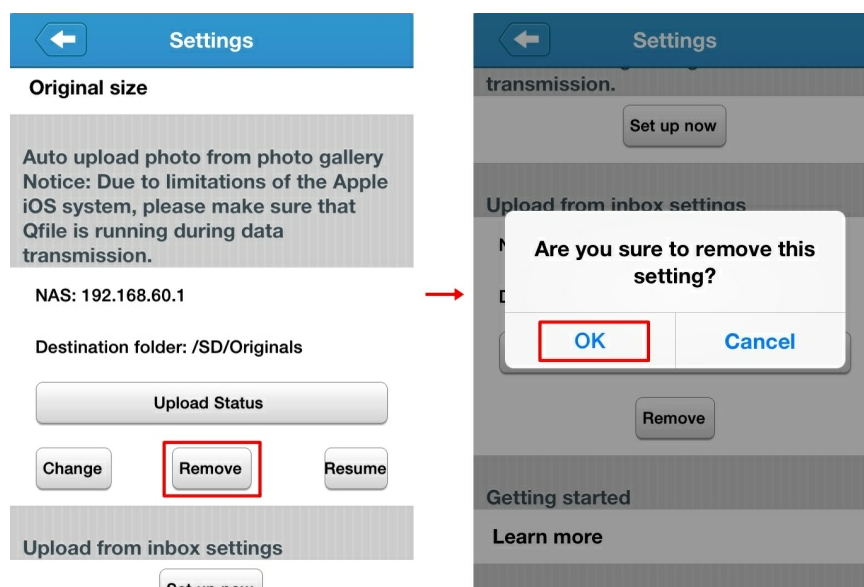 Settings
Original size
Auto upload photo from photo gallery
Notice: Due to limitations of the Apple
iOS system, please make sure that
Qfile is running during data
transmission.
NAS: 192.168.60.1
Destination folder: /SD/Originals
Upload Status
Change
Remove
Resume
Upload from inbox settings
Set up now
Settings
transmission.
Set up now
Upload from inbox settings
Are you sure to remove this
setting?
OK
Cancel
Remove
Getting started
Learn more